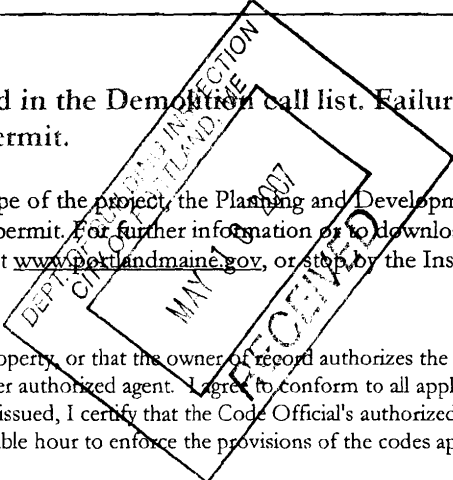 d in the Demolition call list. Failur
ermit.
pe of the project, the Planning and Developm
permit. For further information or to downlo
t www.portlandmaine.gov, or stop by the Ins
operty, or that the owner of record authorizes the
er authorized agent. I agree to conform to all appl
issued, I certify that the Code Official's authorized
ble hour to enforce the provisions of the codes ap
DEPT. OF BUILDING INSPECTION
CITY OF PORTLAND, ME
MAY 10 2007
RECEIVED